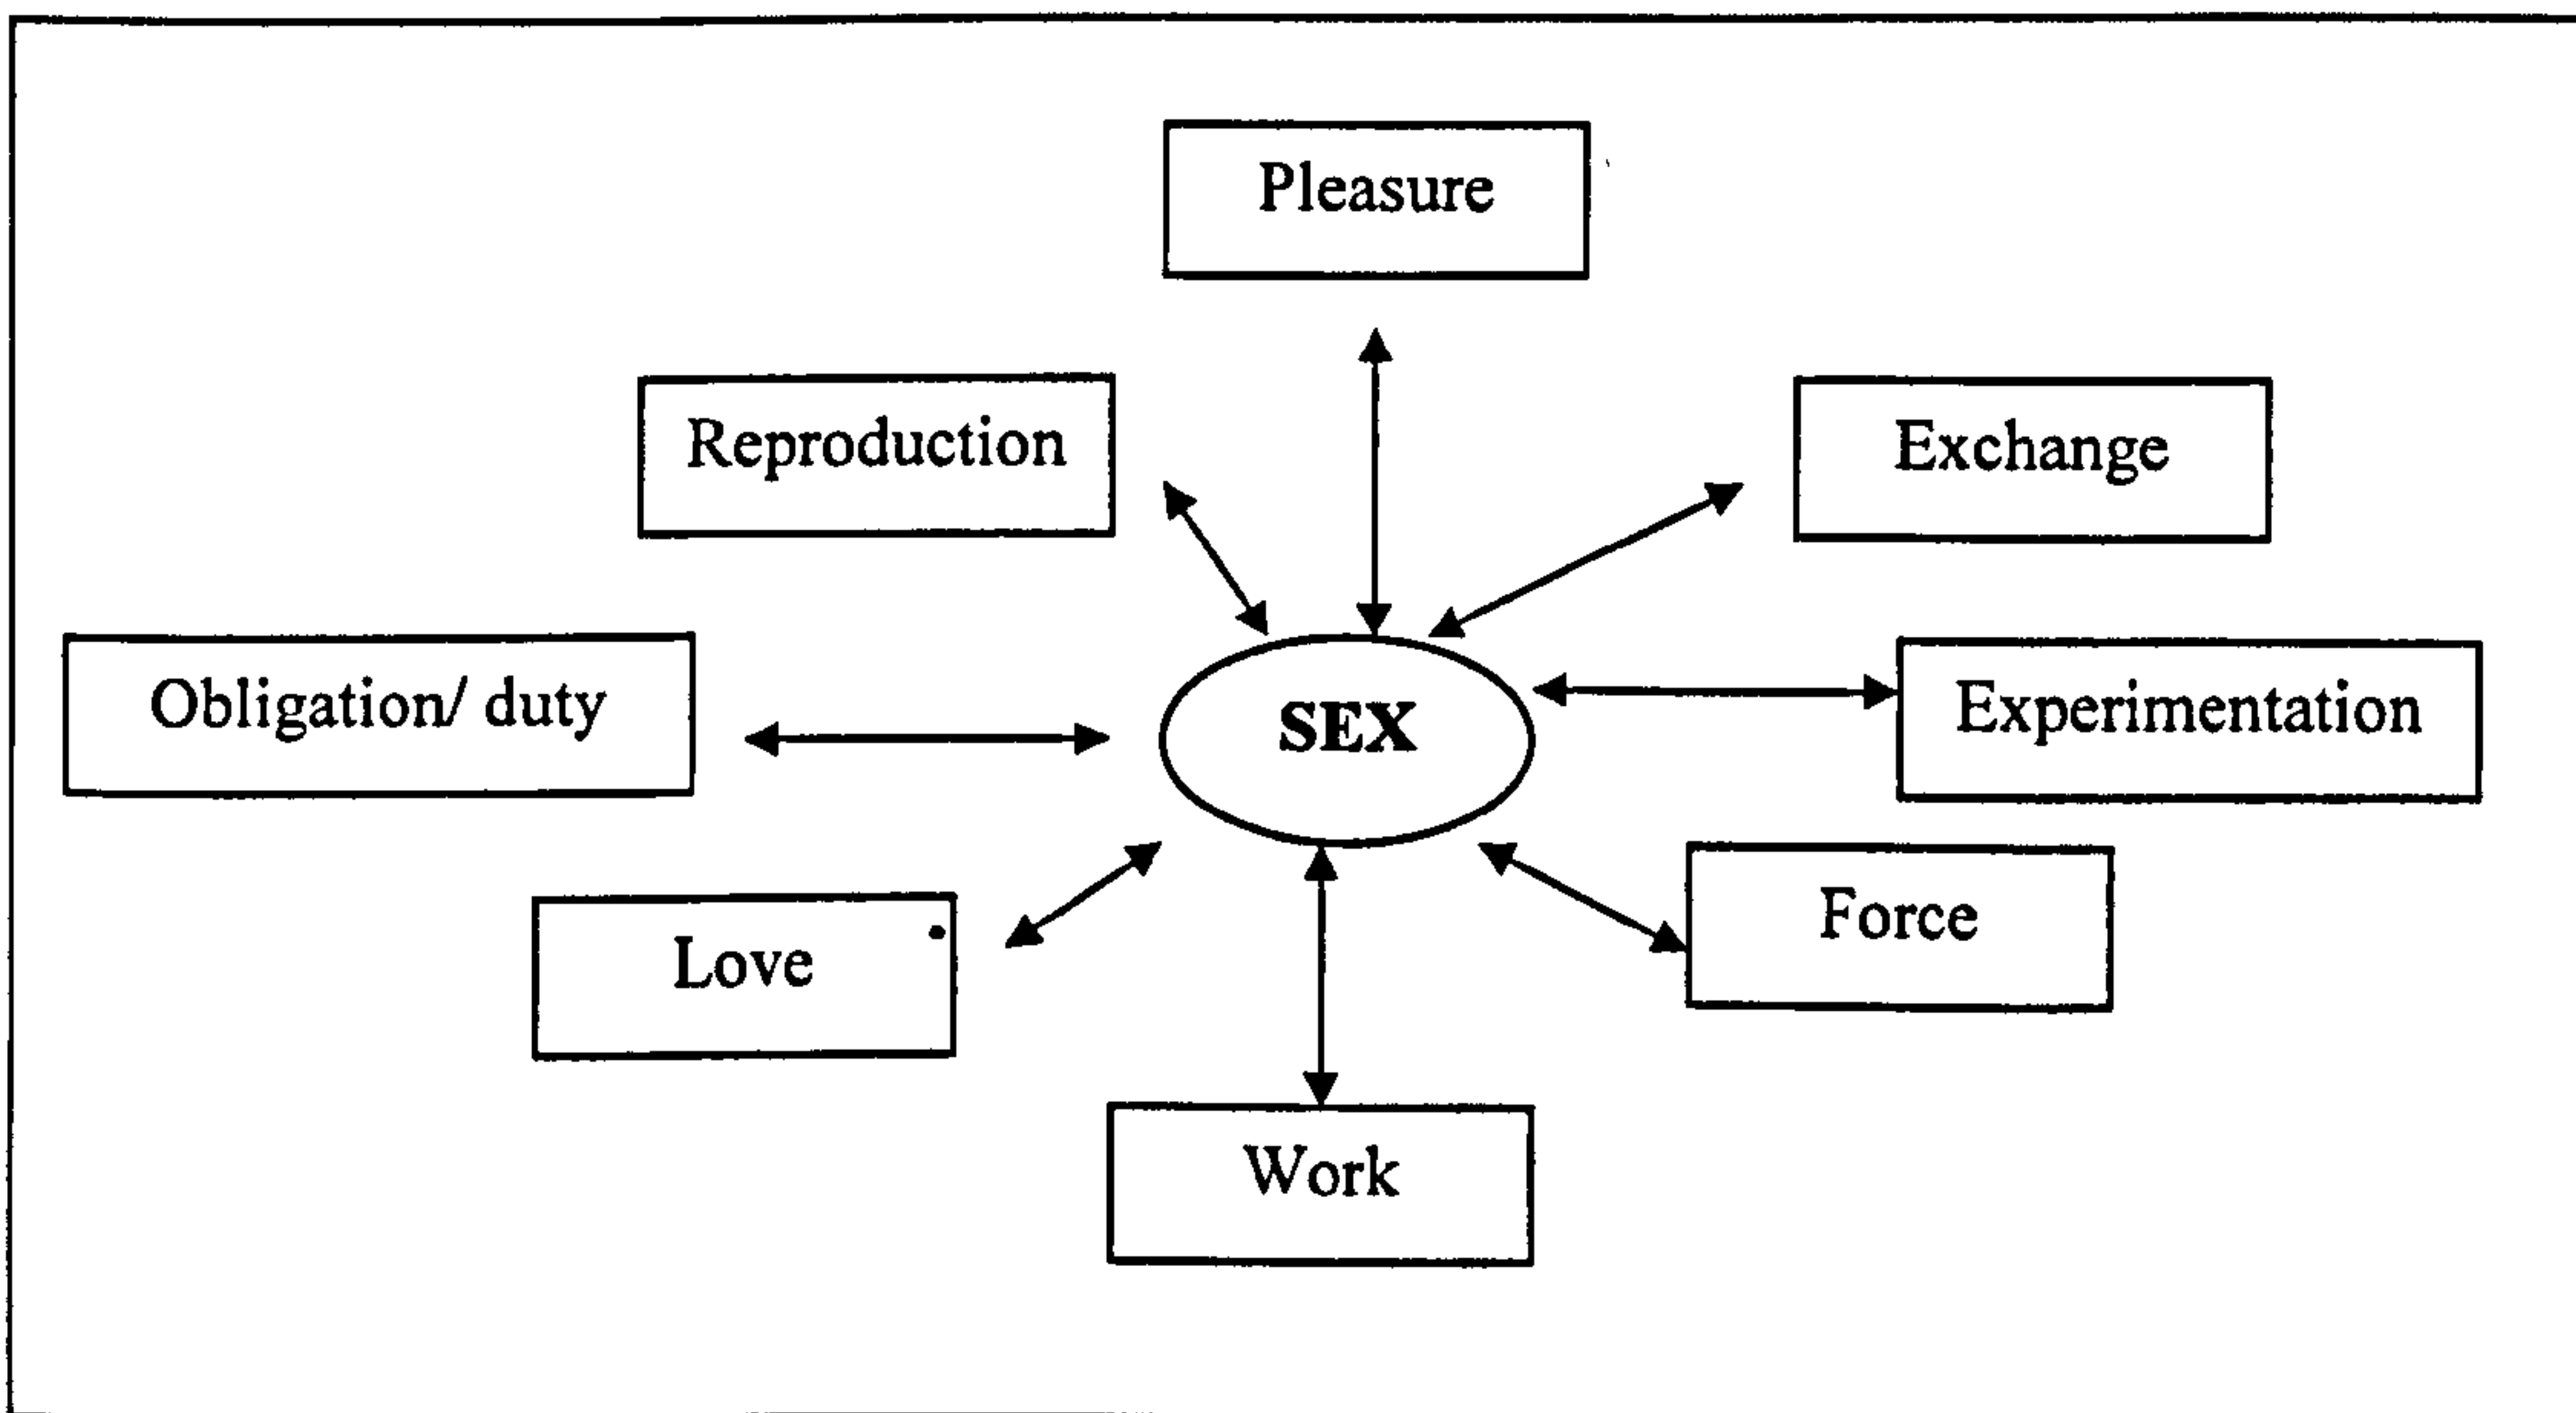 Pleasure
Reproduction
Exchange
Obligation/ duty
SEX
Experimentation
Love
Force
Work